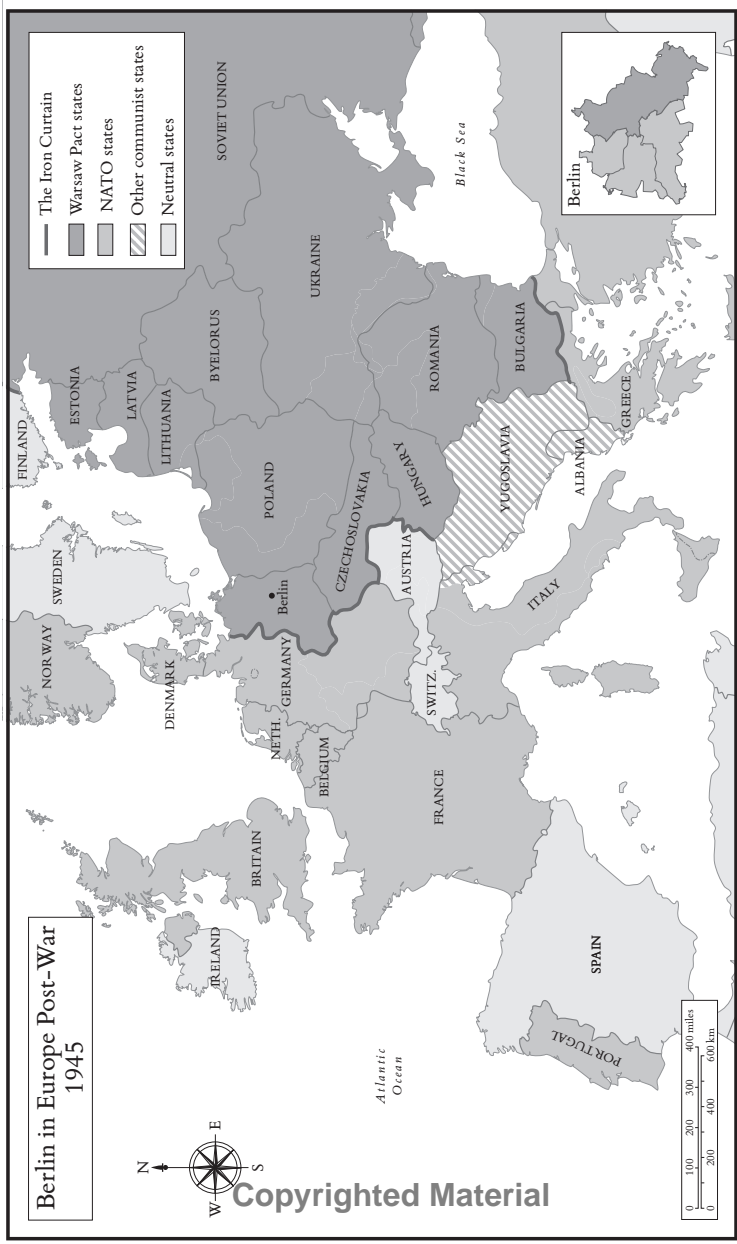 Berlin in Europe Post-War
1945
N
W
E
S
Atlantic
Ocean
The Iron Curtain
Warsaw Pact states
NATO states
Other communist states
Neutral states
NORWAY
SWEDEN
FINLAND
ESTONIA
LATVIA
LITHUANIA
SOVIET UNION
BYELORUS
UKRAINE
DENMARK
IRELAND
BRITAIN
NETH.
BELGIUM
GERMANY
Berlin
POLAND
CZECHOSLOVAKIA
FRANCE
SWITZ.
AUSTRIA
HUNGARY
ROMANIA
Black Sea
YUGOSLAVIA
BULGARIA
ITALY
ALBANIA
GREECE
PORTUGAL
SPAIN
0 100 200 300 400 miles
0 200 400 600 km
Berlin
Copyrighted Material